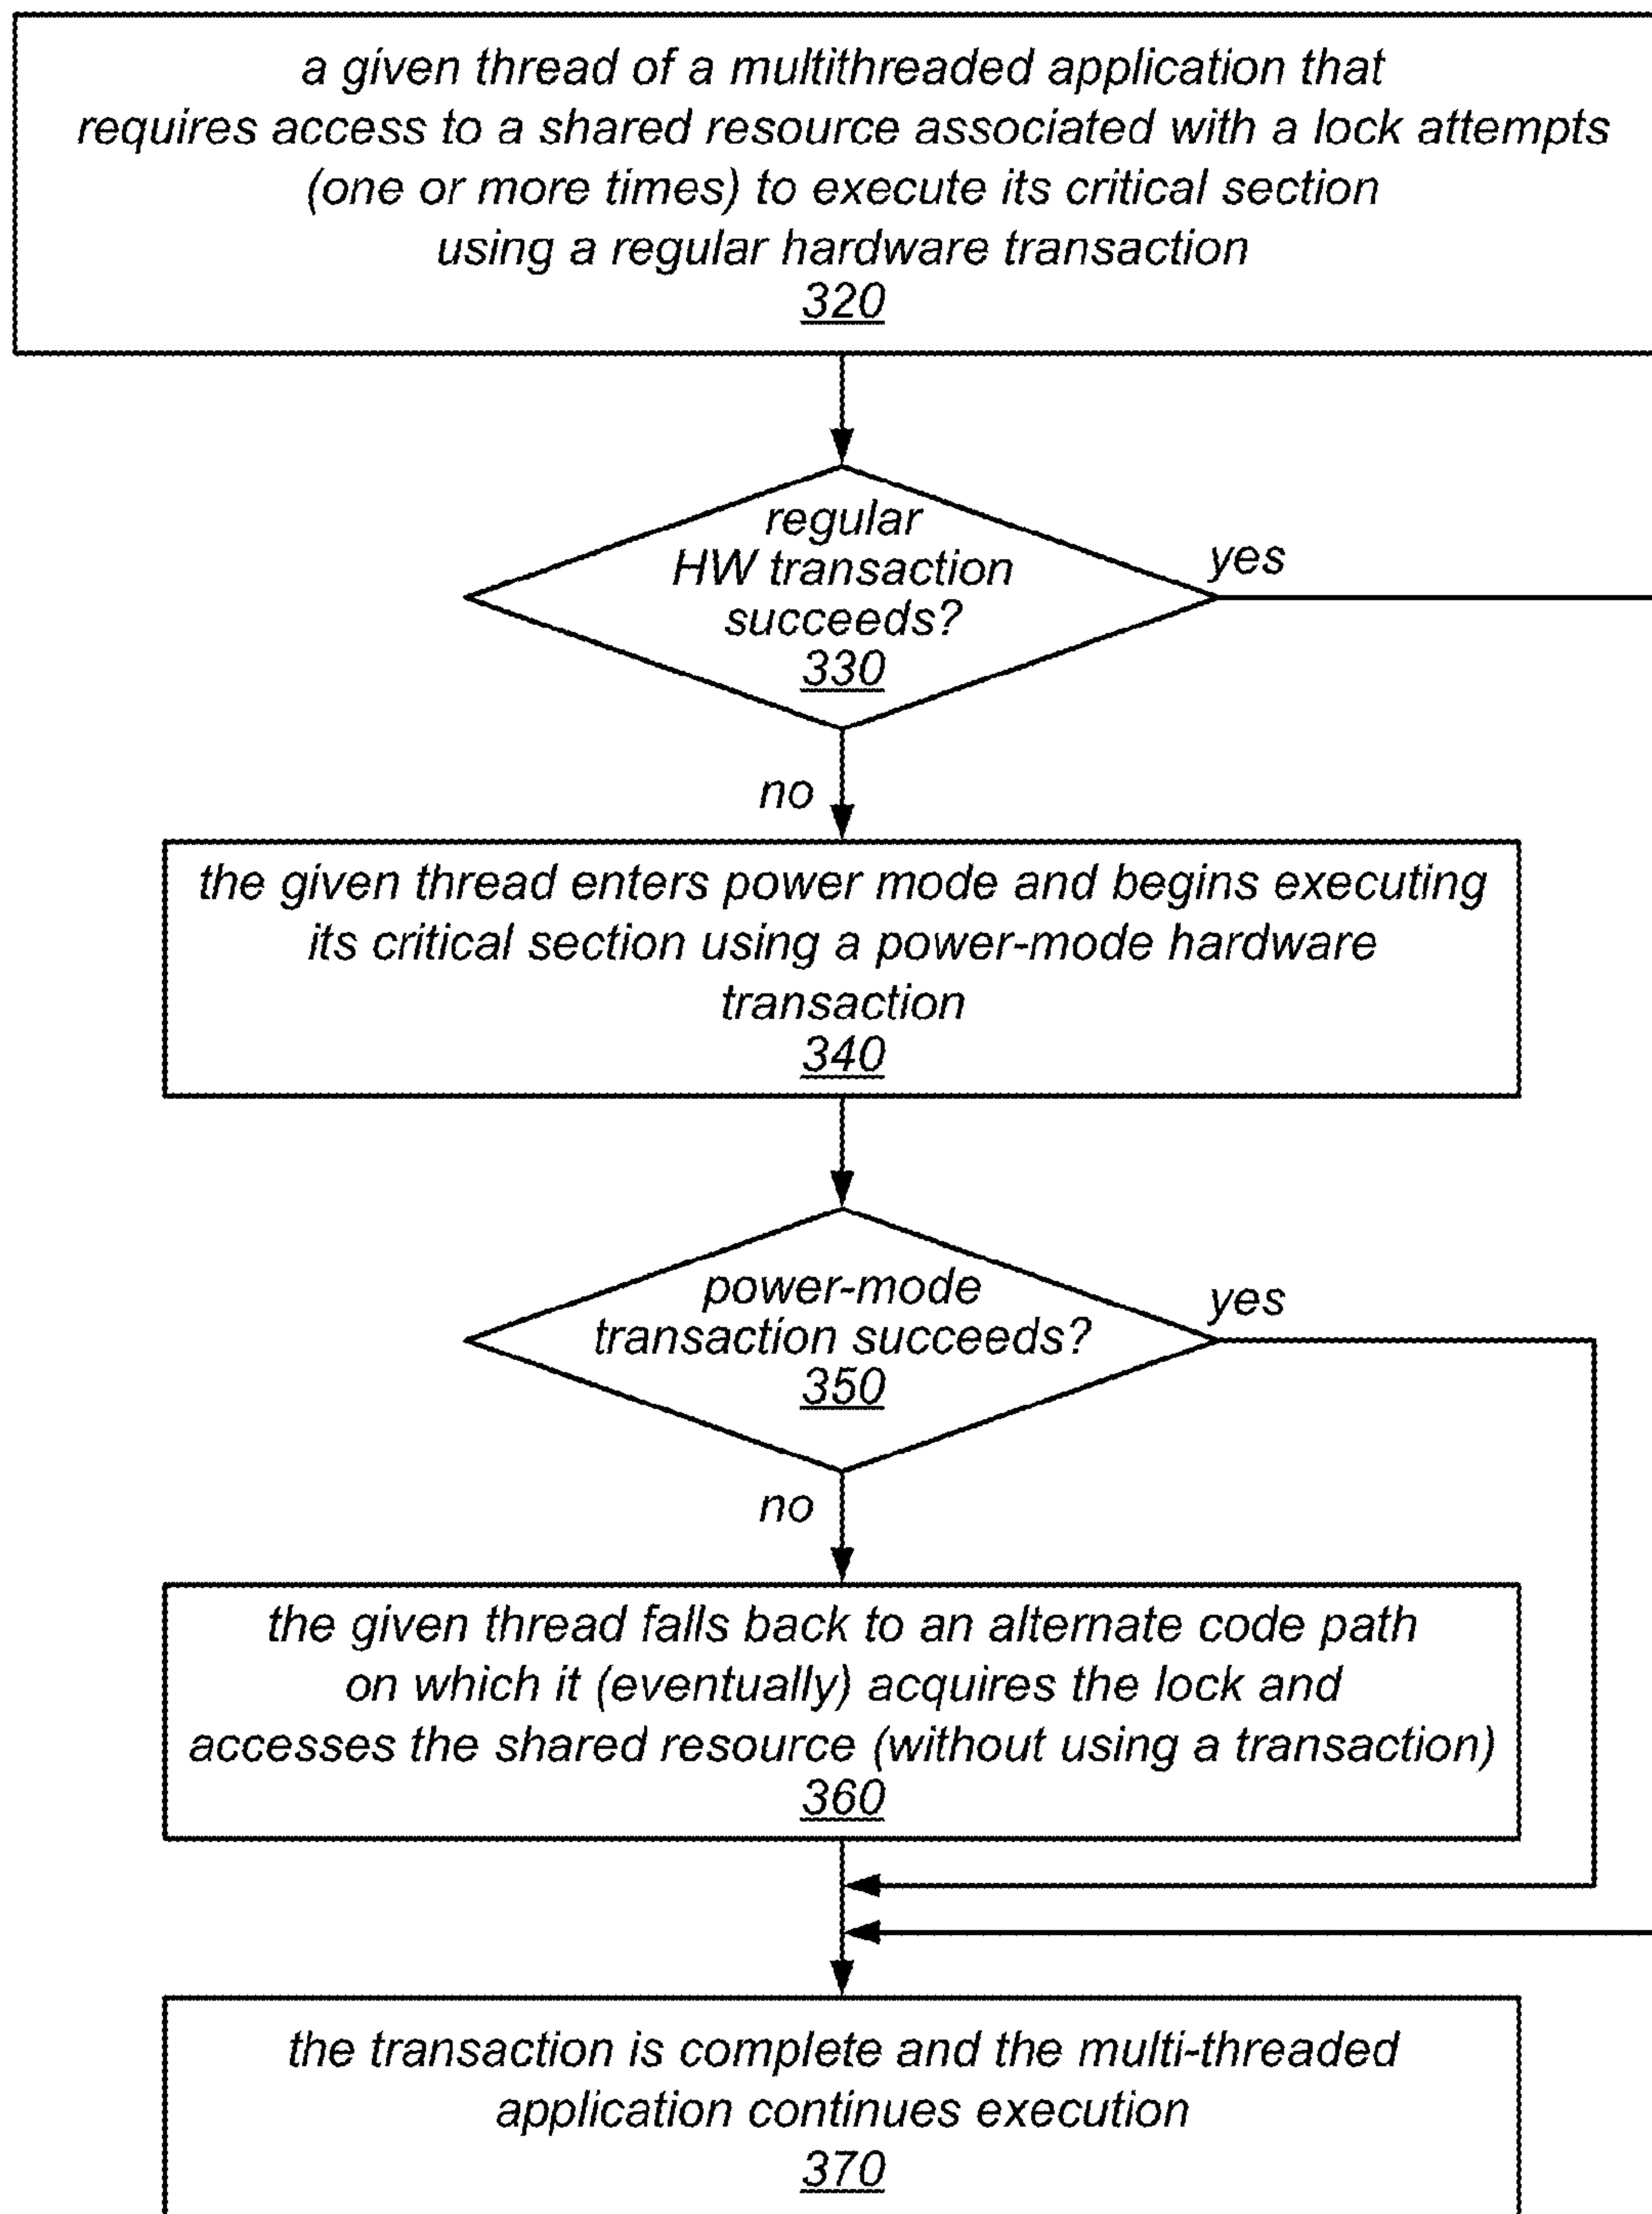 a given thread of a multithreaded application that
requires access to a shared resource associated with a lock attempts
(one or more times) to execute its critical section
using a regular hardware transaction
320
regular
HW transaction
succeeds?
330
yes
no
the given thread enters power mode and begins executing
its critical section using a power-mode hardware
transaction
340
power-mode
transaction succeeds?
350
yes
no
the given thread falls back to an alternate code path
on which it (eventually) acquires the lock and
accesses the shared resource (without using a transaction)
360
the transaction is complete and the multi-threaded
application continues execution
370